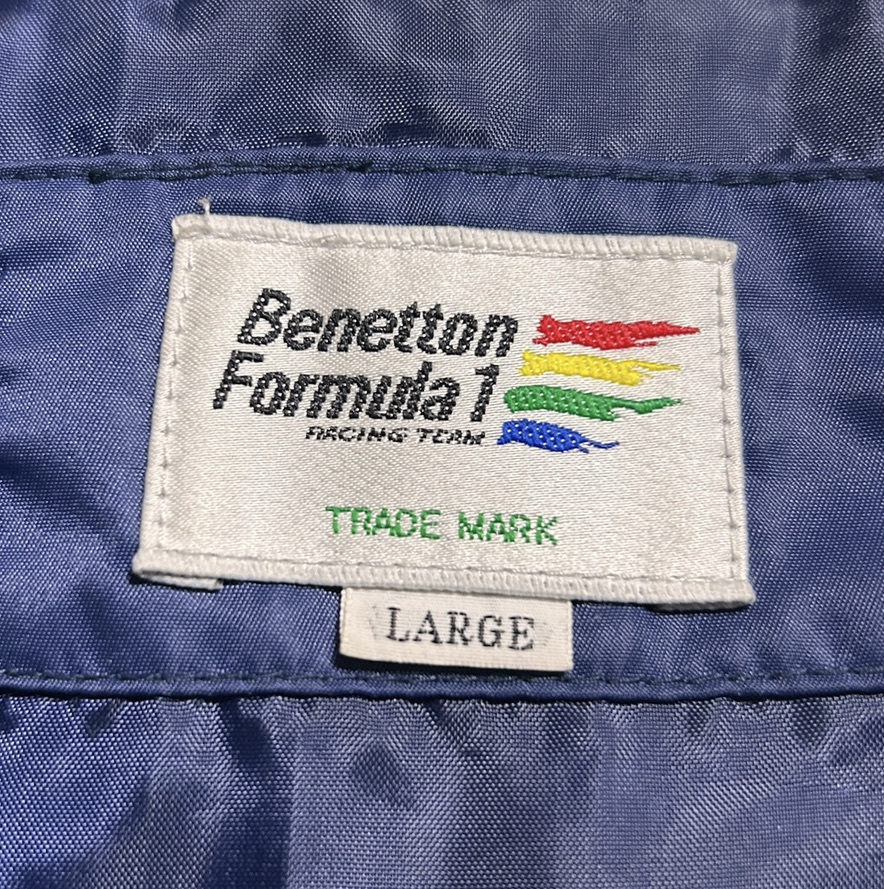 Benetton
Formula 1
RACING TEAM
TRADE MARK
LARGE